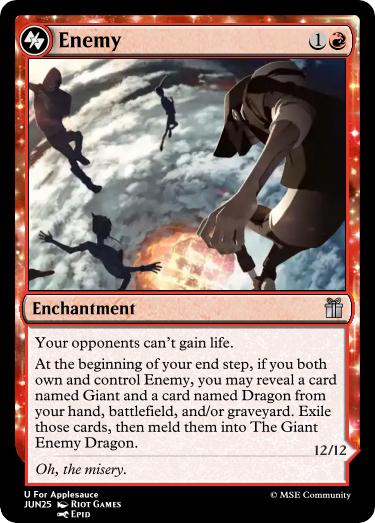 Enemy 1
Enchantment
Your opponents can't gain life.
At the beginning of your end step, if you both
own and control Enemy, you may reveal a card
named Giant and a card named Dragon from
your hand, battlefield, and/or graveyard. Exile
those cards, then meld them into The Giant
Enemy Dragon.
12/12
Oh, the misery.
U For Applesauce
JUN25 Riot Games
Epid
© MSE Community